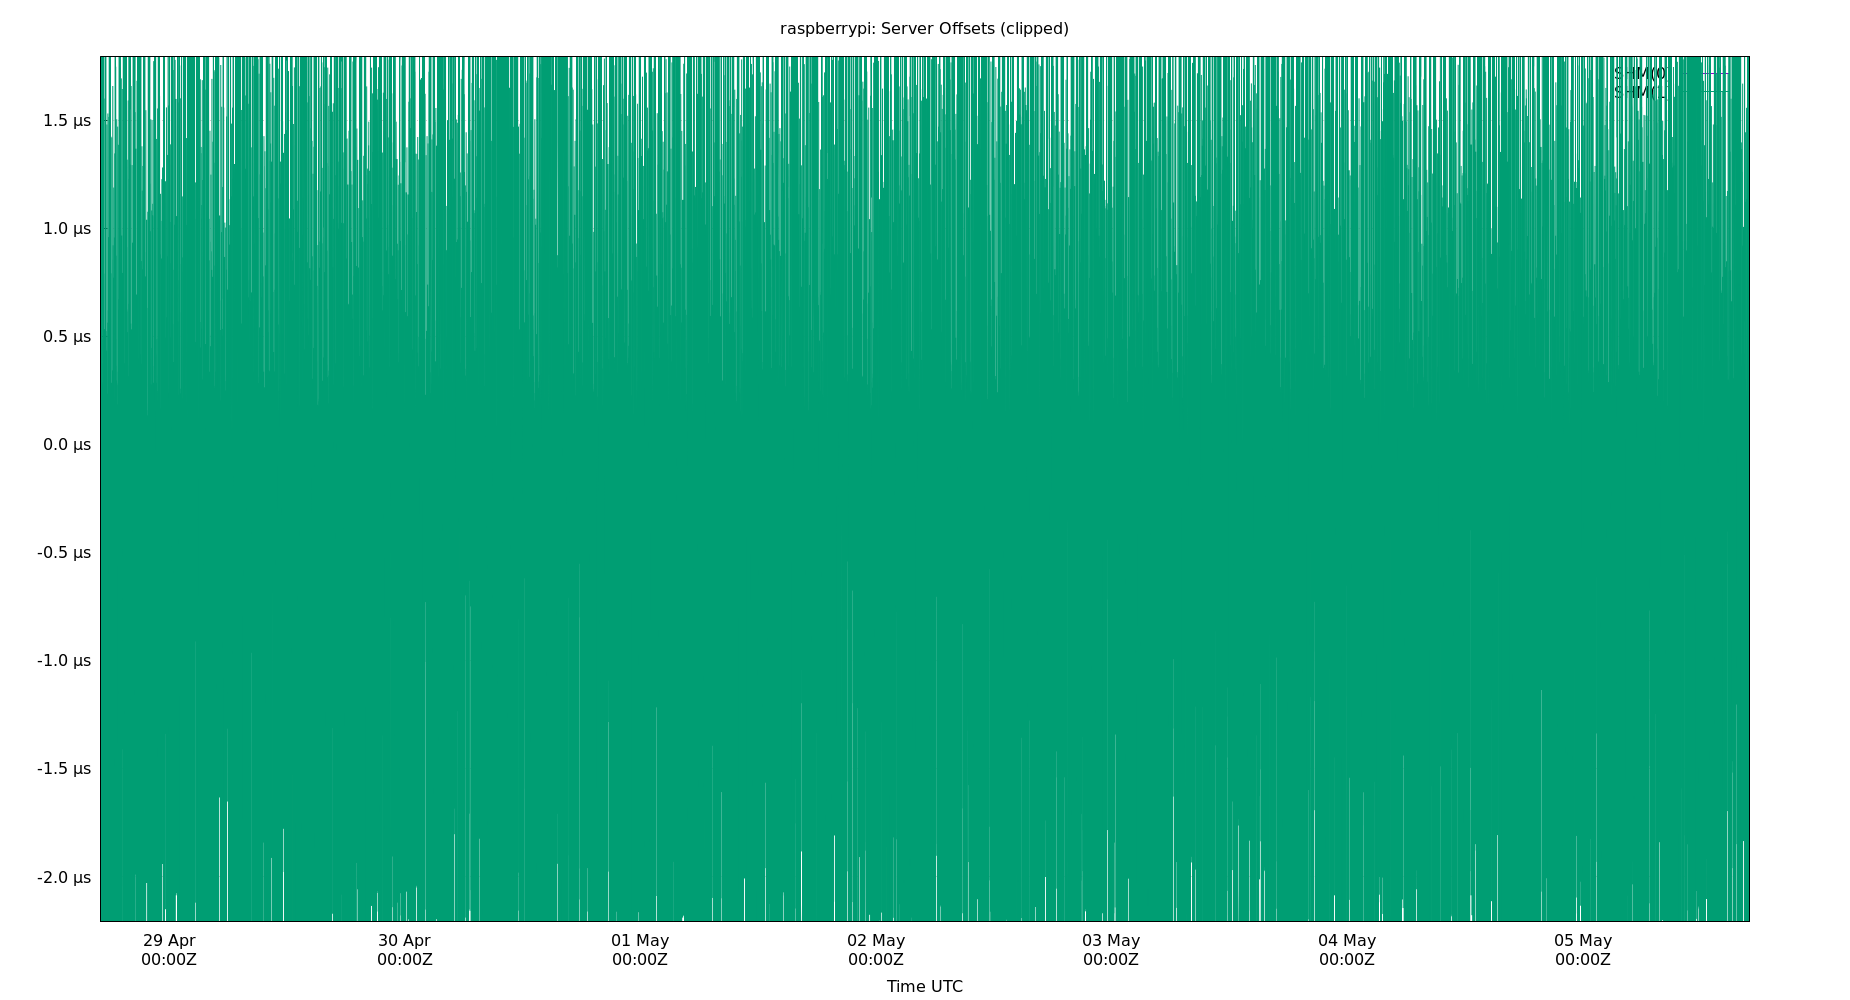 raspberrypi: Server Offsets (clipped)
SHM(0)
1.5 µs
1.0 µs
0.5 µs
0.0 µs
-0.5 µs
-1.0 µs
-1.5 µs
-2.0 µs
29 Apr 30 Apr 01 May 02 May 03 May 04 May 05 May
00:00Z 00:00Z 00:00Z 00:00Z 00:00Z 00:00Z 00:00Z
Time UTC